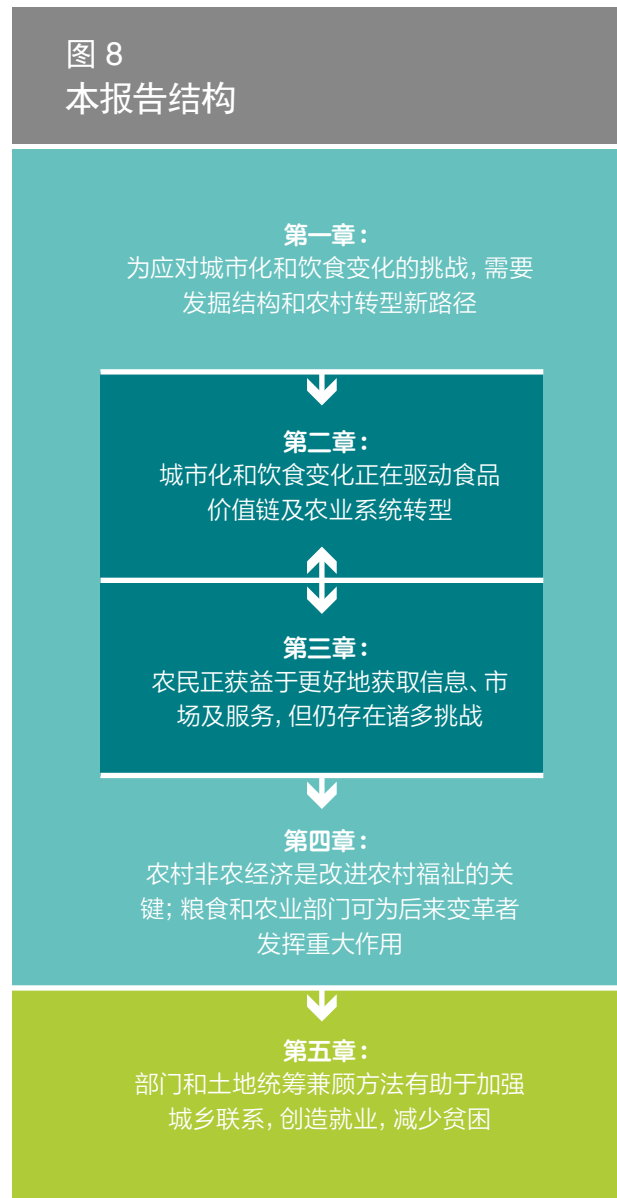 图 8
本报告结构
第一章：
为应对城市化和饮食变化的挑战，需要
发掘结构和农村转型新路径
第二章：
城市化和饮食变化正在驱动食品
价值链及农业系统转型
第三章：
农民正获益于更好地获取信息、市
场及服务，但仍存在诸多挑战
第四章：
农村非农经济是改进农村福祉的关
键；粮食和农业部门可为后来变革者
发挥重大作用
第五章：
部门和土地统筹兼顾方法有助于加强
城乡联系，创造就业，减少贫困